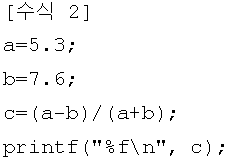 [수식 2]
a=5.3;
b=7.6;
c=(a-b)/(a+b);
printf("%f\n", c);